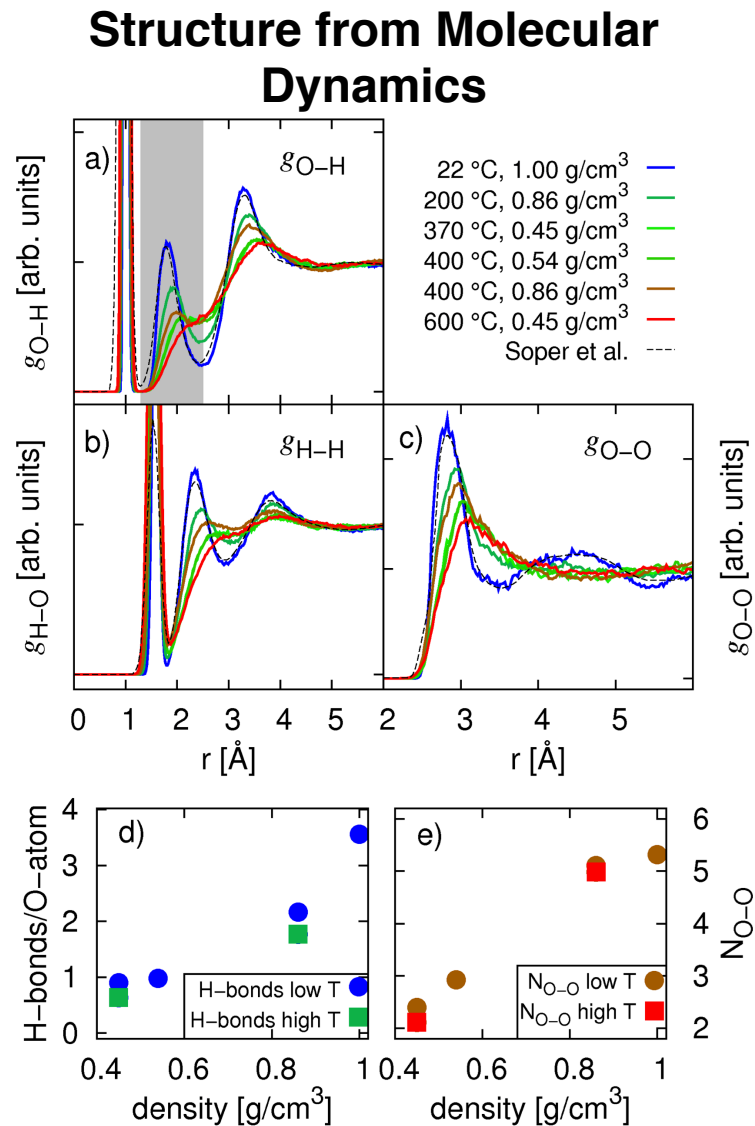 Structure from Molecular
Dynamics
a)
gO–H
gO–H [arb. units]
22 °C, 1.00 g/cm3
200 °C, 0.86 g/cm3
370 °C, 0.45 g/cm3
400 °C, 0.54 g/cm3
400 °C, 0.86 g/cm3
600 °C, 0.45 g/cm3
Soper et al.
b)
gH–H
gH–O [arb. units]
c)
gO–O
gO–O [arb. units]
0 1 2 3 4 5
2 3 4 5
r [Å]
r [Å]
d)
H–bonds/O–atom
4
3
2
1
0
H–bonds low T
H–bonds high T
0.4 0.6 0.8 1
density [g/cm3]
e)
NO–O
6
5
4
3
2
NO–O low T
NO–O high T
0.4 0.6 0.8 1
density [g/cm3]